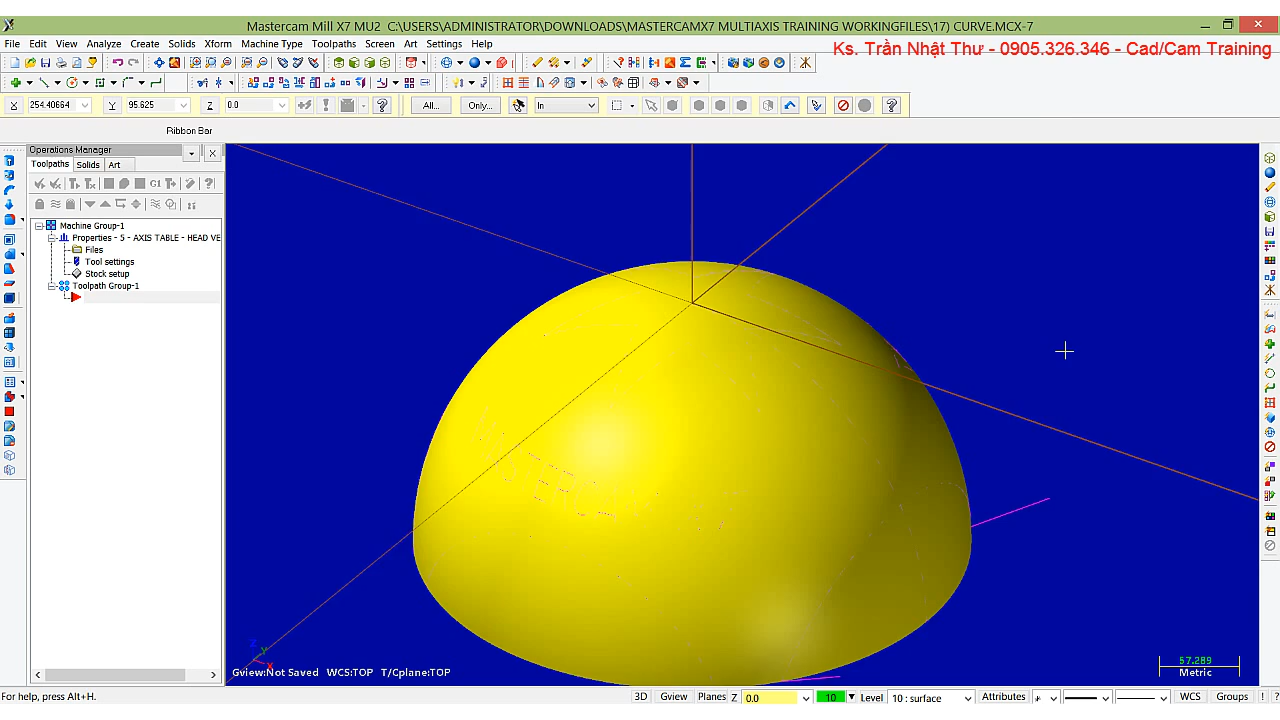 Mastercam Mill X7 MU2 C:\USERS\ADMINISTRATOR\DOWNLOADS\MASTERCAMX7 MULTIAXIS TRAINING WORKINGFILES\17) CURVE.MCX-7
File Edit View Analyze Create Solids Xform Machine Type Toolpaths Screen Art Settings Help
Ks. Trần Nhật Thư - 0905.326.346 - Cad/Cam Training
X 254.40664 Y 95.625 Z 0.0 All... Only... In
Ribbon Bar
Operations Manager
Toolpaths Solids Art
G1
Machine Group-1
Properties - 5 - AXIS TABLE - HEAD VE
Files
Tool settings
Stock setup
Toolpath Group-1
Z
Y
X
Gview:Not Saved WCS:TOP T/Cplane:TOP
57.289
Metric
For help, press Alt+H.
3D Gview Planes Z 0.0 10 Level 10 : surface Attributes WCS Groups ! ?